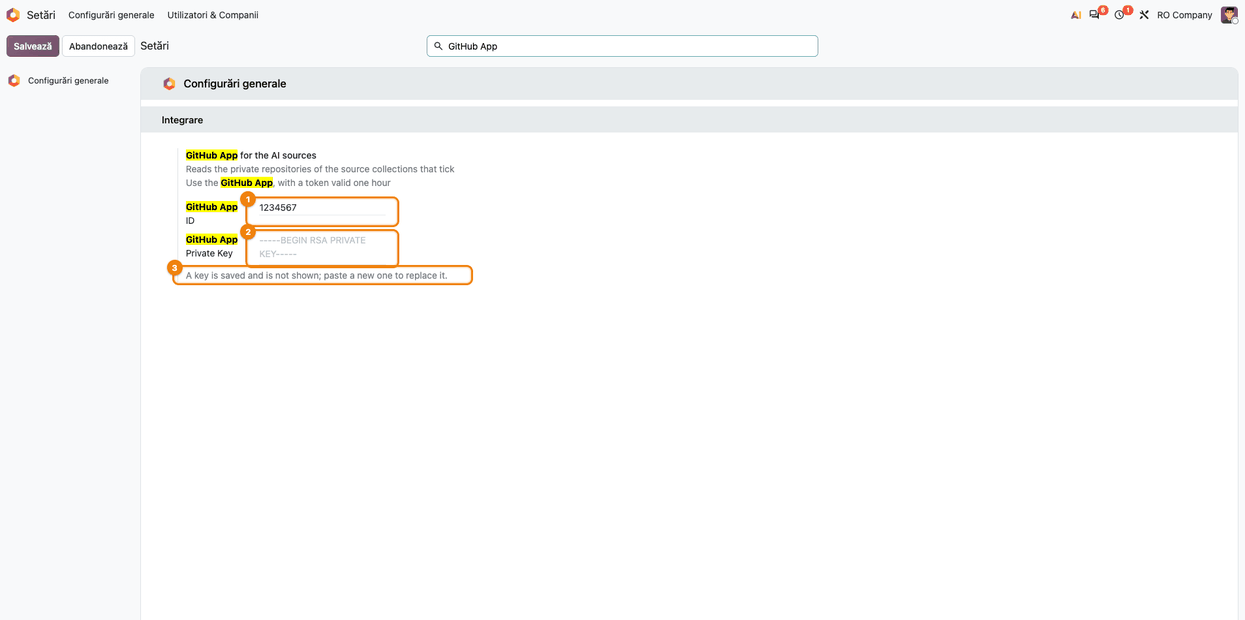 Setări Configurări generale Utilizatori & Companii AI 6 1 RO Company
Salvează Abandonează Setări GitHub App
Configurări generale
Configurări generale
Integrare
GitHub App for the AI sources
Reads the private repositories of the source collections that tick
Use the GitHub App, with a token valid one hour
1
GitHub App 1234567
ID
2
GitHub App -----BEGIN RSA PRIVATE
Private Key KEY-----
3
A key is saved and is not shown; paste a new one to replace it.